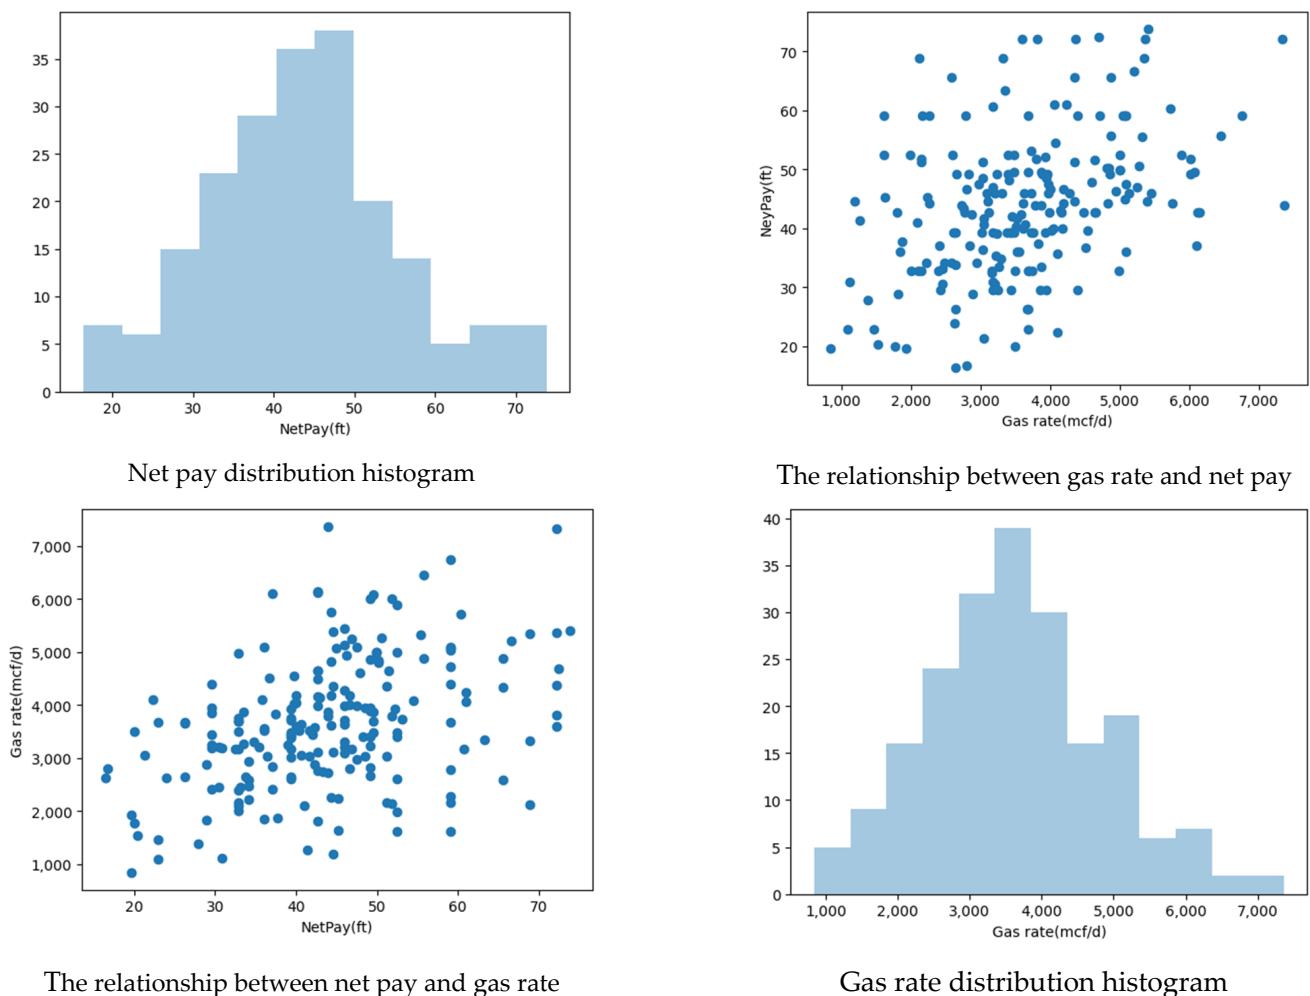 35
30
25
20
15
10
5
0
20 30 40 50 60 70
NetPay(ft)
Net pay distribution histogram
70
60
50
40
30
20
NeyPay(ft)
1,000 2,000 3,000 4,000 5,000 6,000 7,000
Gas rate(mcf/d)
The relationship between gas rate and net pay
7,000
6,000
5,000
4,000
3,000
2,000
1,000
Gas rate(mcf/d)
20 30 40 50 60 70
NetPay(ft)
The relationship between net pay and gas rate
40
35
30
25
20
15
10
5
0
1,000 2,000 3,000 4,000 5,000 6,000 7,000
Gas rate(mcf/d)
Gas rate distribution histogram